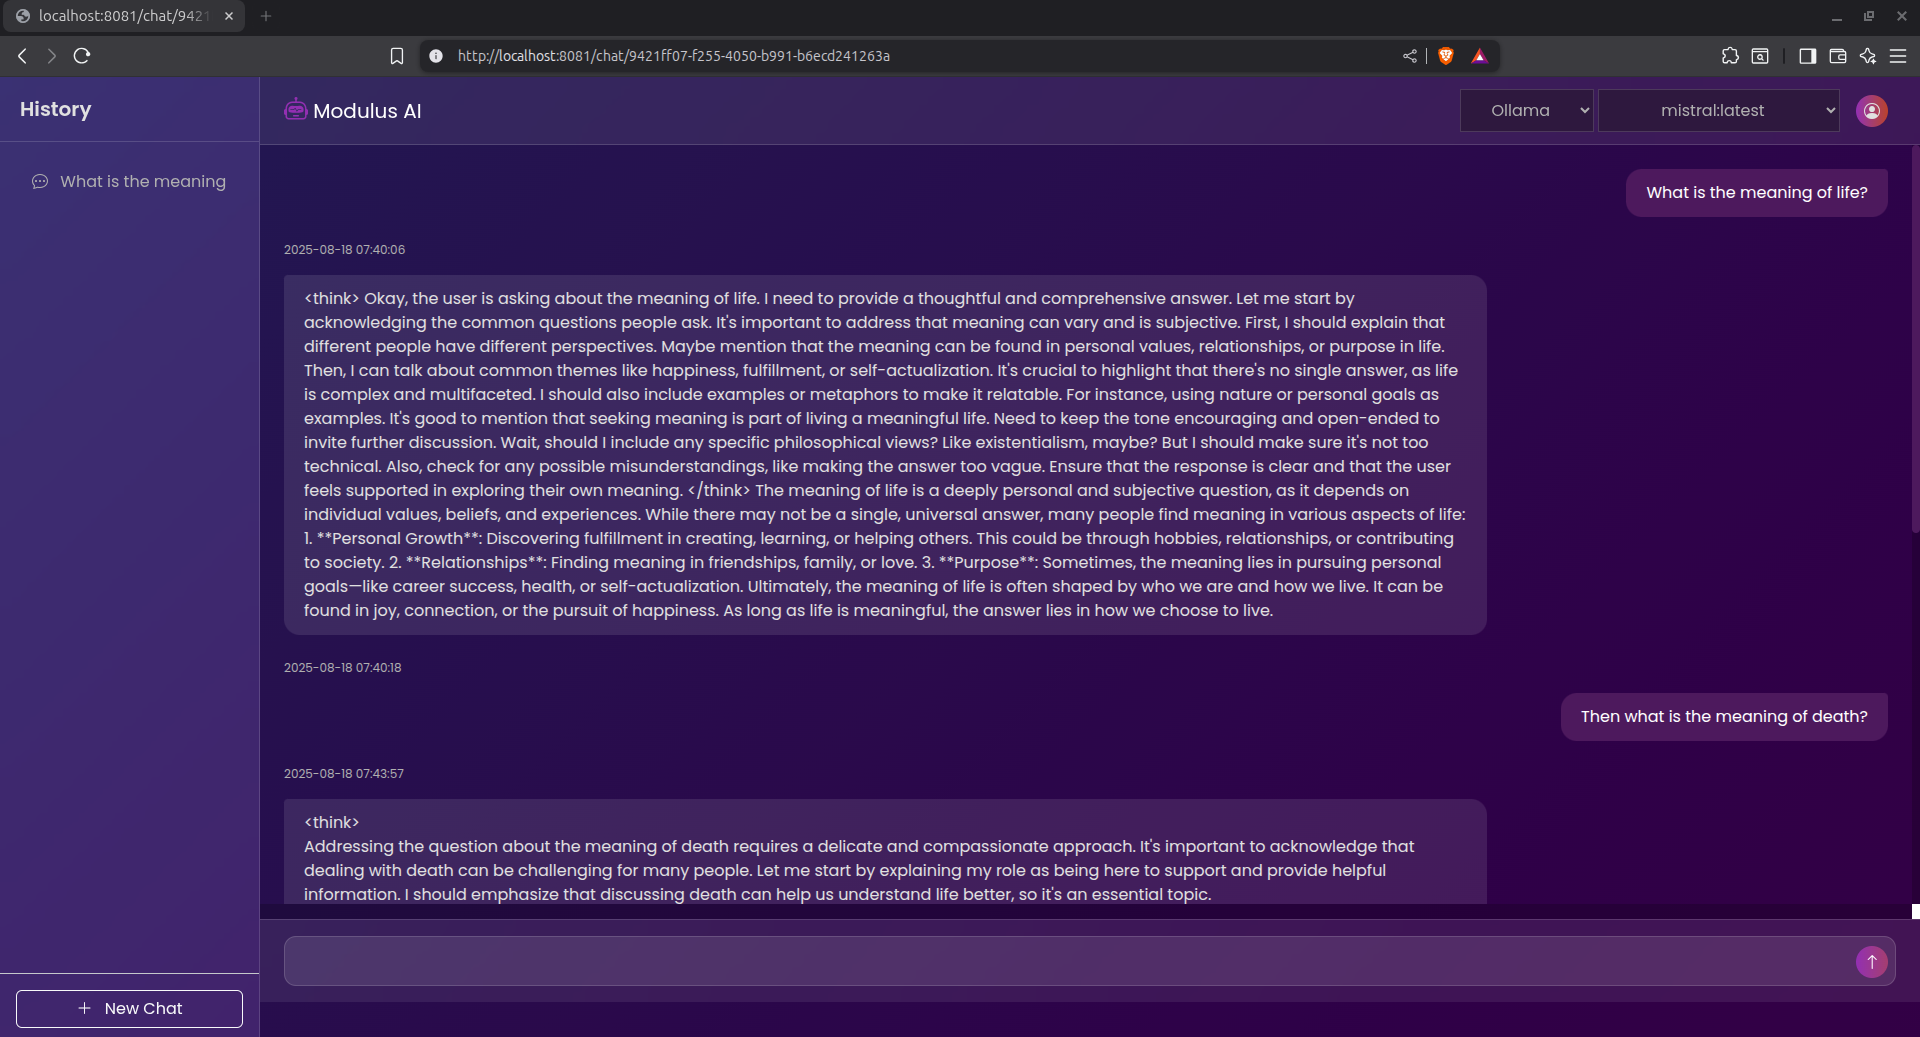 localhost:8081/chat/9421
http://localhost:8081/chat/9421ff07-f255-4050-b991-b6ecd241263a
History
What is the meaning
New Chat
Modulus AI
Ollama
mistral:latest
What is the meaning of life?
2025-08-18 07:40:06
<think> Okay, the user is asking about the meaning of life. I need to provide a thoughtful and comprehensive answer. Let me start by
acknowledging the common questions people ask. It's important to address that meaning can vary and is subjective. First, I should explain that
different people have different perspectives. Maybe mention that the meaning can be found in personal values, relationships, or purpose in life.
Then, I can talk about common themes like happiness, fulfillment, or self-actualization. It's crucial to highlight that there's no single answer, as life
is complex and multifaceted. I should also include examples or metaphors to make it relatable. For instance, using nature or personal goals as
examples. It's good to mention that seeking meaning is part of living a meaningful life. Need to keep the tone encouraging and open-ended to
invite further discussion. Wait, should I include any specific philosophical views? Like existentialism, maybe? But I should make sure it's not too
technical. Also, check for any possible misunderstandings, like making the answer too vague. Ensure that the response is clear and that the user
feels supported in exploring their own meaning. </think> The meaning of life is a deeply personal and subjective question, as it depends on
individual values, beliefs, and experiences. While there may not be a single, universal answer, many people find meaning in various aspects of life:
1. **Personal Growth**: Discovering fulfillment in creating, learning, or helping others. This could be through hobbies, relationships, or contributing
to society. 2. **Relationships**: Finding meaning in friendships, family, or love. 3. **Purpose**: Sometimes, the meaning lies in pursuing personal
goals—like career success, health, or self-actualization. Ultimately, the meaning of life is often shaped by who we are and how we live. It can be
found in joy, connection, or the pursuit of happiness. As long as life is meaningful, the answer lies in how we choose to live.
2025-08-18 07:40:18
Then what is the meaning of death?
2025-08-18 07:43:57
<think>
Addressing the question about the meaning of death requires a delicate and compassionate approach. It's important to acknowledge that
dealing with death can be challenging for many people. Let me start by explaining my role as being here to support and provide helpful
information. I should emphasize that discussing death can help us understand life better, so it's an essential topic.